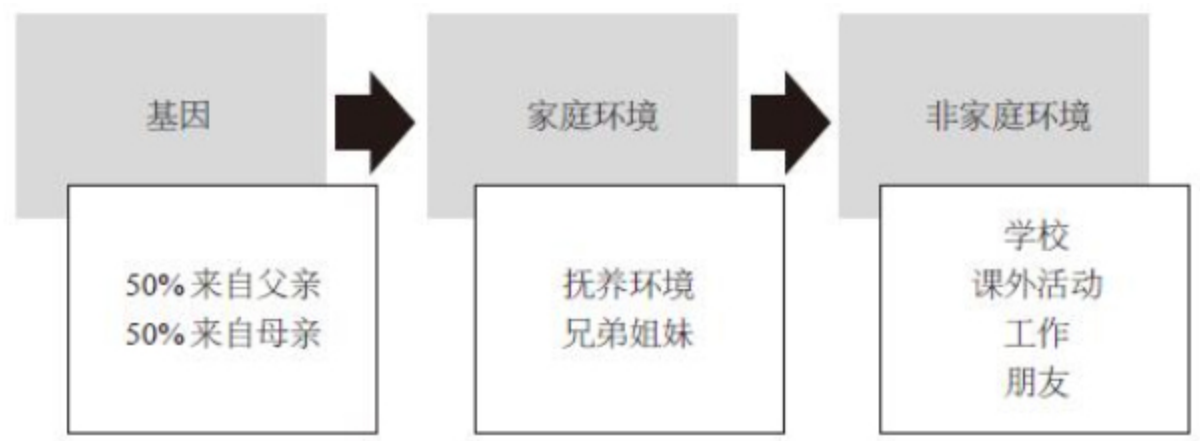 基因
50%来自父亲
50%来自母亲
家庭环境
抚养环境
兄弟姐妹
非家庭环境
学校
课外活动
工作
朋友